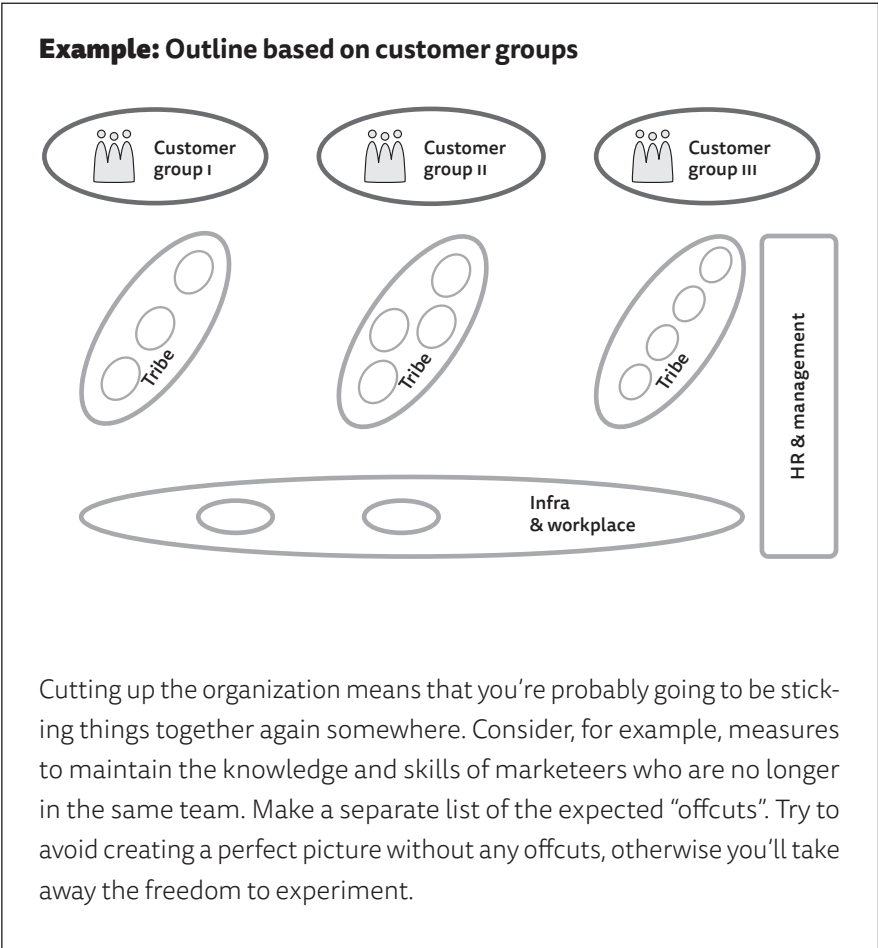 Example: Outline based on customer groups
Customer
group I
Customer
group II
Customer
group III
Tribe
Tribe
Tribe
HR & management
Infra
& workplace
Cutting up the organization means that you're probably going to be stick-
ing things together again somewhere. Consider, for example, measures
to maintain the knowledge and skills of marketeers who are no longer
in the same team. Make a separate list of the expected “offcuts”. Try to
avoid creating a perfect picture without any offcuts, otherwise you'll take
away the freedom to experiment.